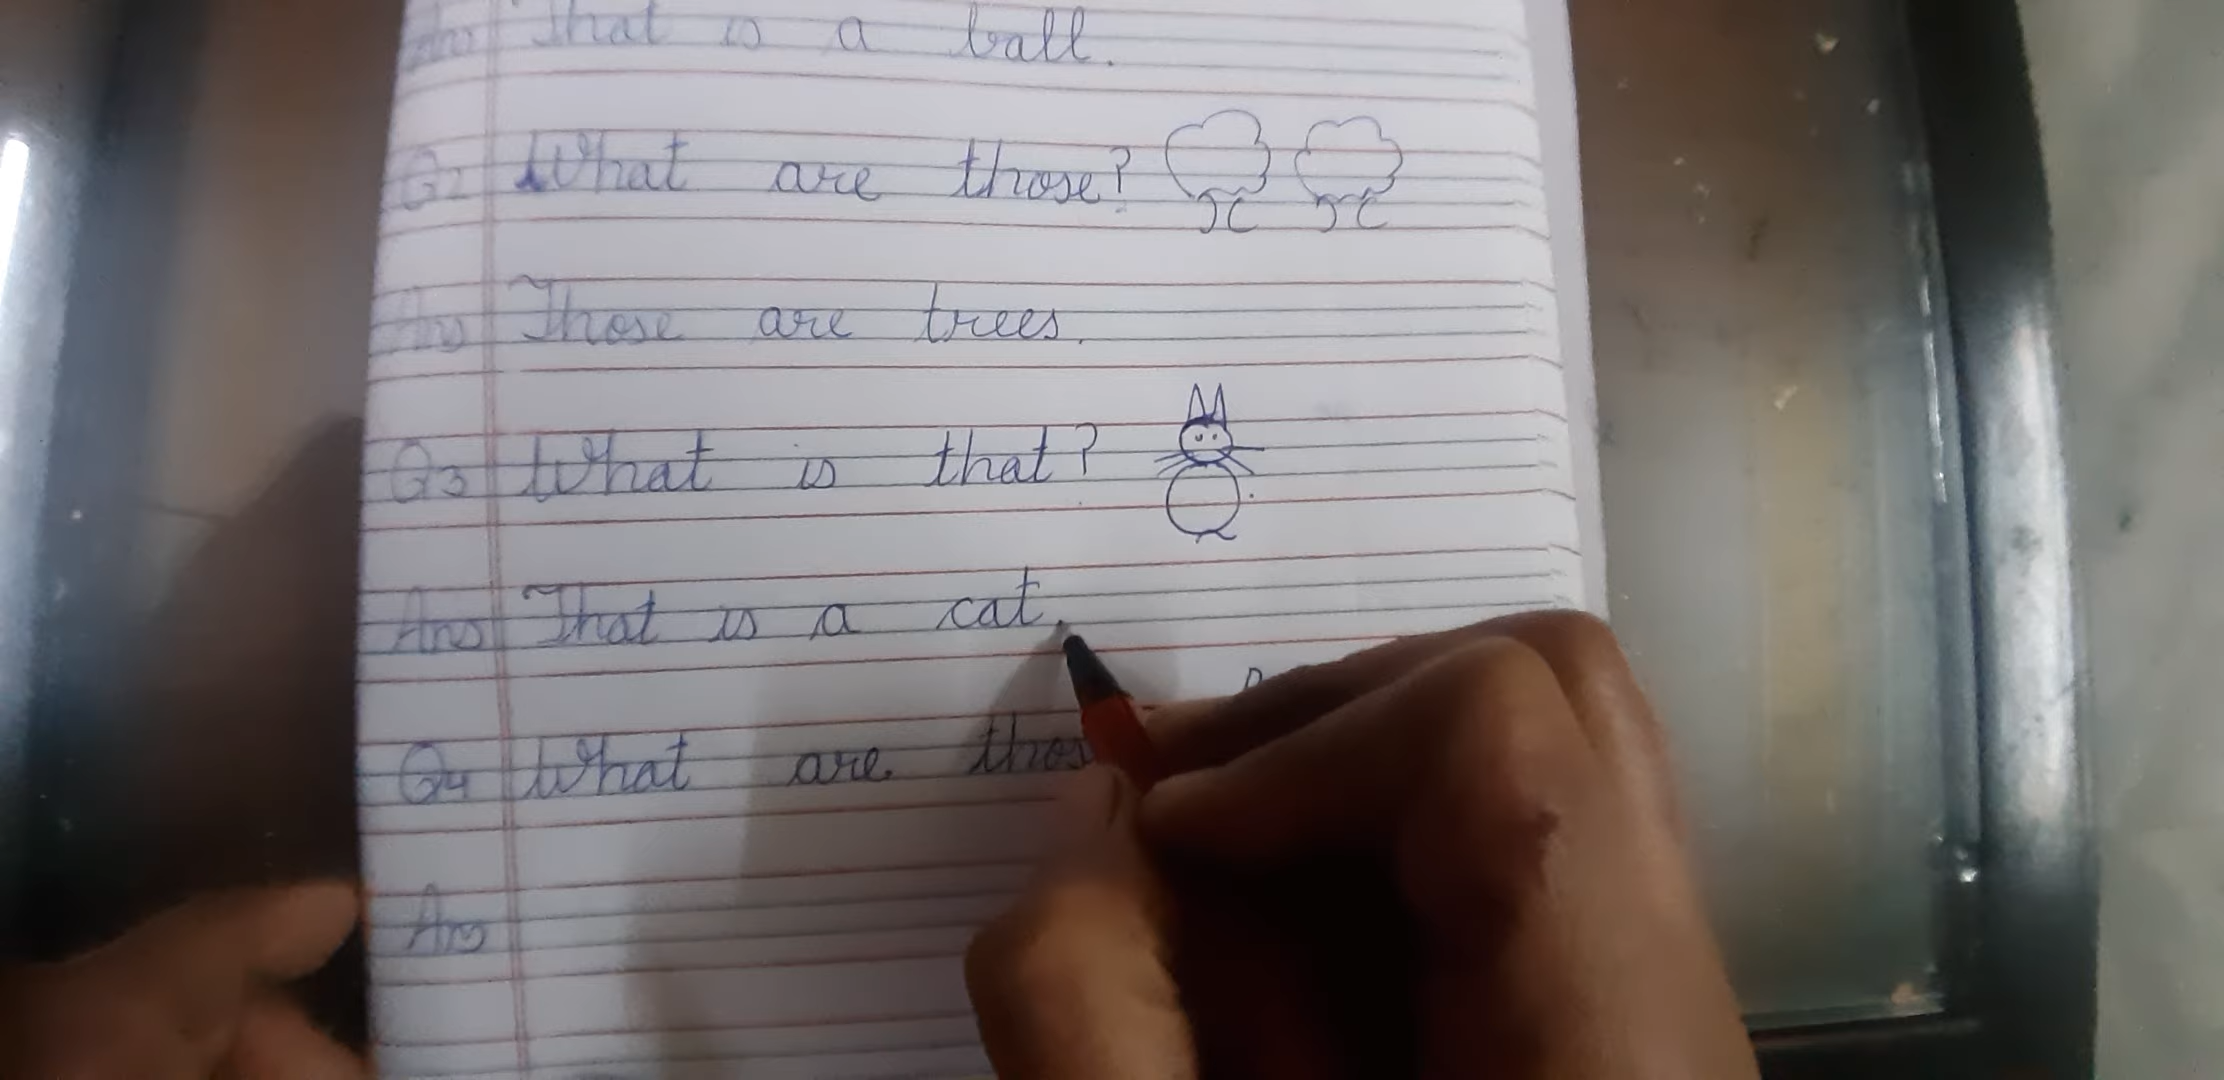 Ans That is a ball.
Q2 What are those?
Ans Those are trees.
Q3 What is that?
Ans That is a cat.
Q4 What are
Ans